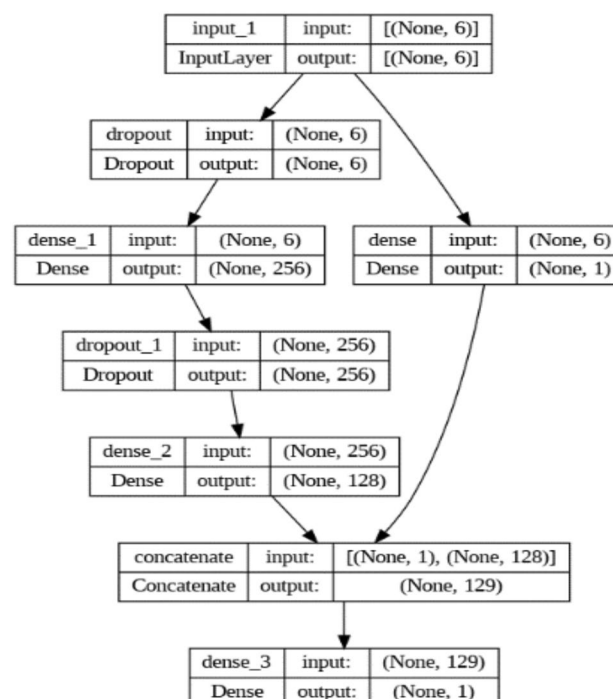 input_1 input: [(None, 6)]
InputLayer output: [(None, 6)]
dropout input: (None, 6)
Dropout output: (None, 6)
dense_1 input: (None, 6)
Dense output: (None, 256)
dense input: (None, 6)
Dense output: (None, 1)
dropout_1 input: (None, 256)
Dropout output: (None, 256)
dense_2 input: (None, 256)
Dense output: (None, 128)
concatenate input: [(None, 1), (None, 128)]
Concatenate output: (None, 129)
dense_3 input: (None, 129)
Dense output: (None, 1)